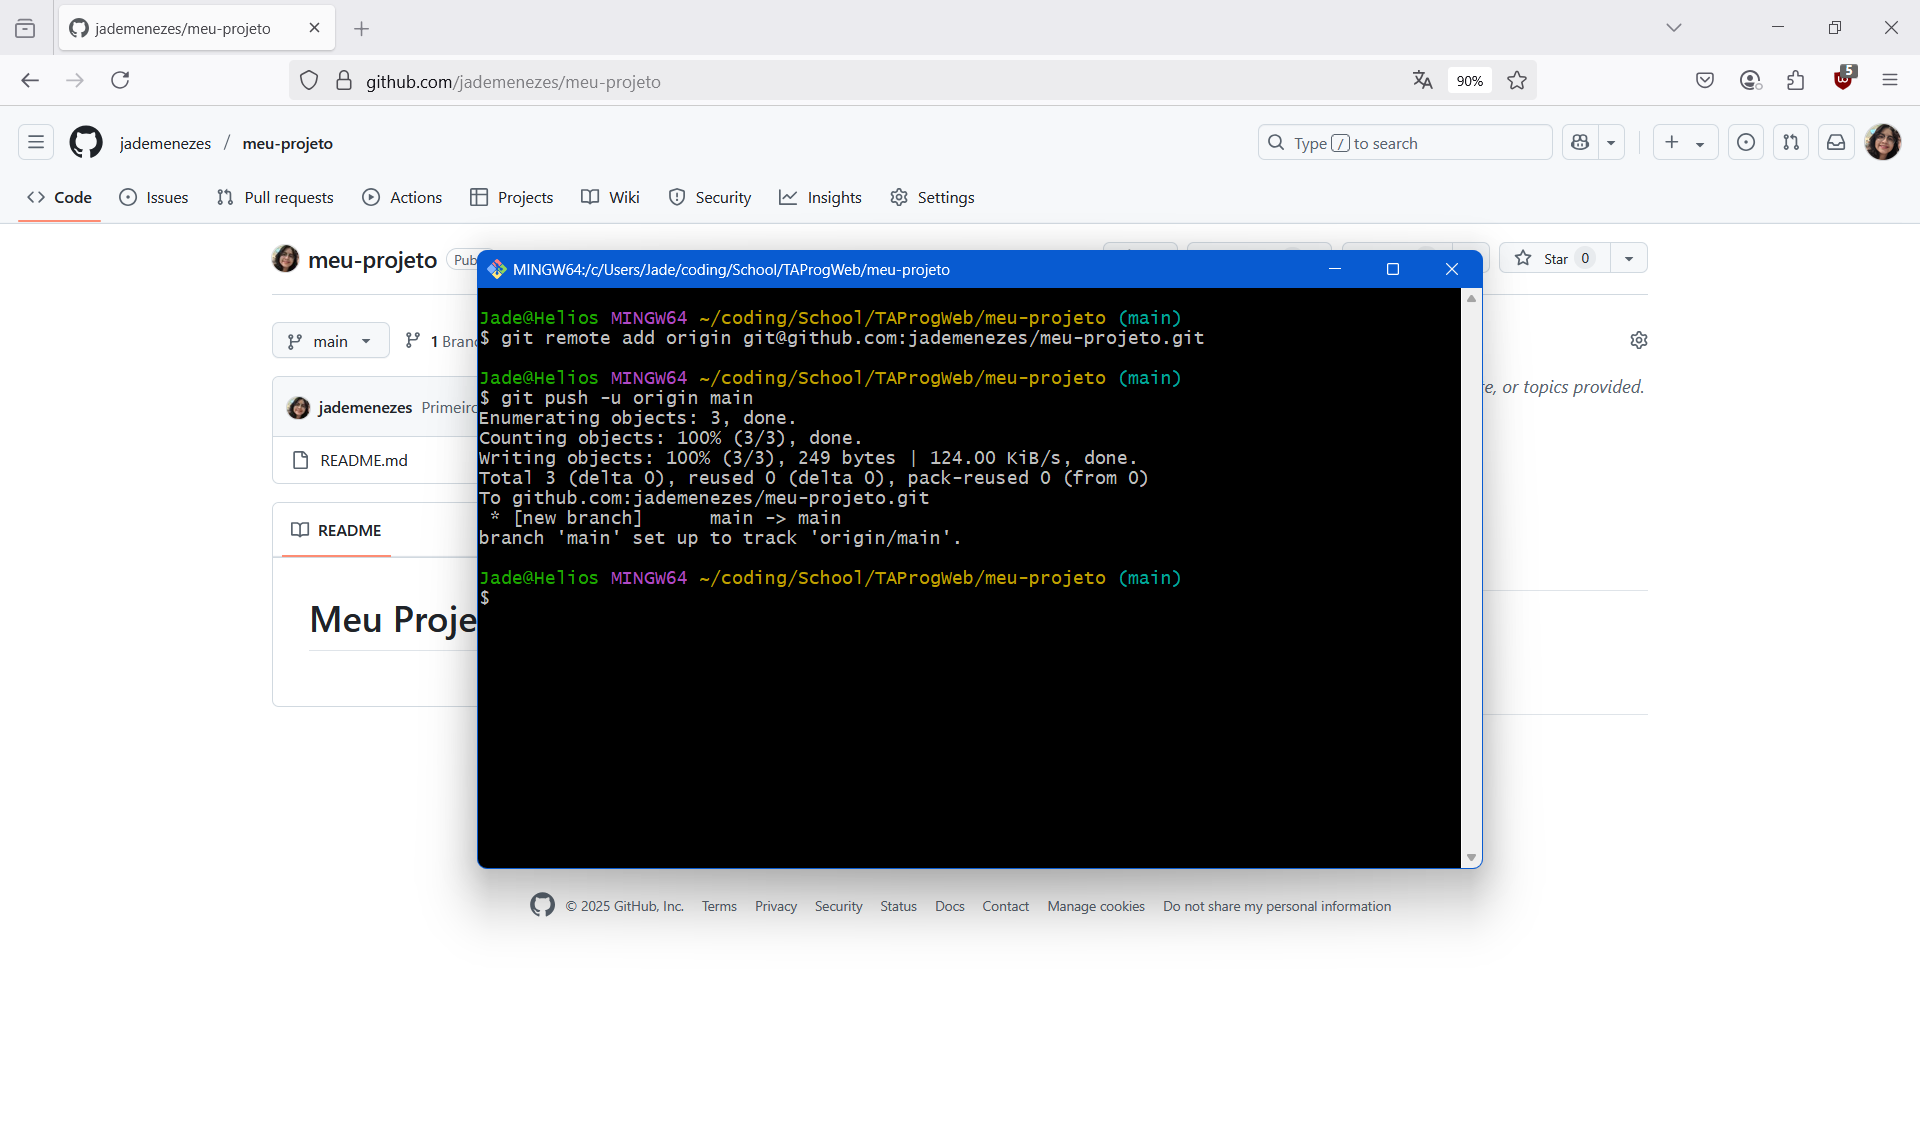 jademenezes/meu-projeto
github.com/jademenezes/meu-projeto
90%
5
jademenezes / meu-projeto
Type / to search
Code
Issues
Pull requests
Actions
Projects
Wiki
Security
Insights
Settings
meu-projeto
Pub
Star 0
MINGW64:/c/Users/Jade/coding/School/TAProgWeb/meu-projeto
main
1 Branc
jademenezes Primeiro
README.md
README
Meu Proje
e, or topics provided.
Jade@Helios MINGW64 ~/coding/School/TAProgWeb/meu-projeto (main)
$ git remote add origin git@github.com:jademenezes/meu-projeto.git
Jade@Helios MINGW64 ~/coding/School/TAProgWeb/meu-projeto (main)
$ git push -u origin main
Enumerating objects: 3, done.
Counting objects: 100% (3/3), done.
Writing objects: 100% (3/3), 249 bytes | 124.00 KiB/s, done.
Total 3 (delta 0), reused 0 (delta 0), pack-reused 0 (from 0)
To github.com:jademenezes/meu-projeto.git
 * [new branch]      main -> main
branch 'main' set up to track 'origin/main'.
Jade@Helios MINGW64 ~/coding/School/TAProgWeb/meu-projeto (main)
$
© 2025 GitHub, Inc. Terms Privacy Security Status Docs Contact Manage cookies Do not share my personal information